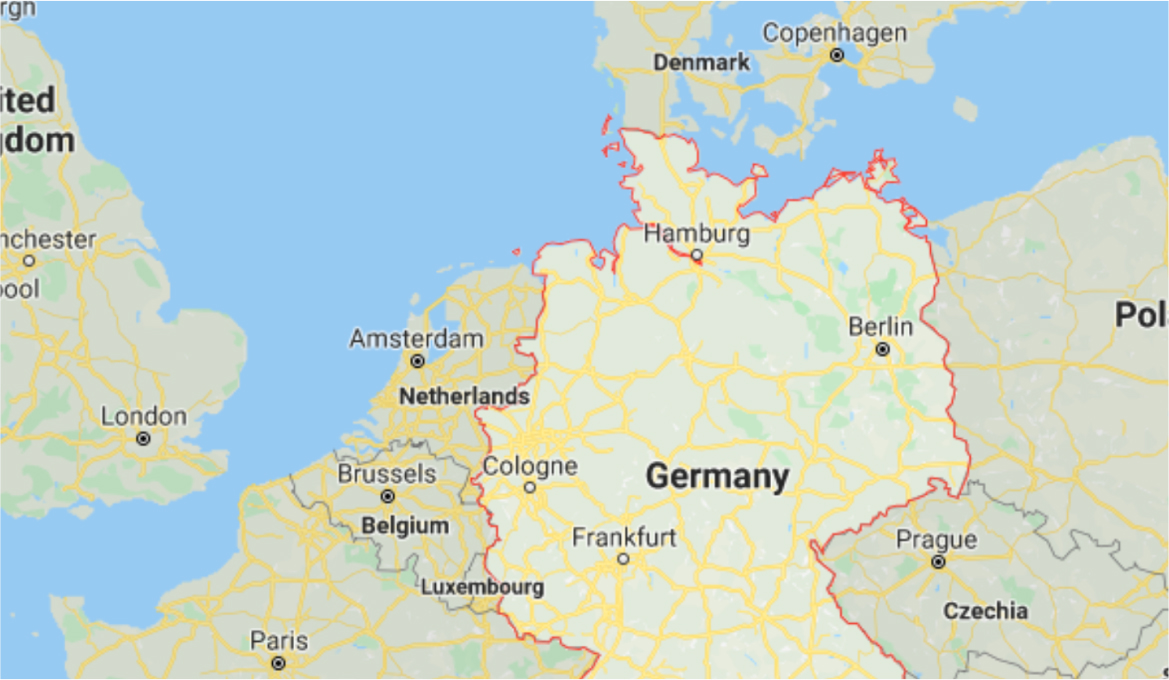 rgh
Copenhagen
Denmark
ited
gdom
Hamburg
nchester
ool
Pol
Berlin
Amsterdam
Netherlands
London
Cologne
Brussels
Germany
Belgium
Frankfurt
Prague
Luxembourg
Czechia
Paris